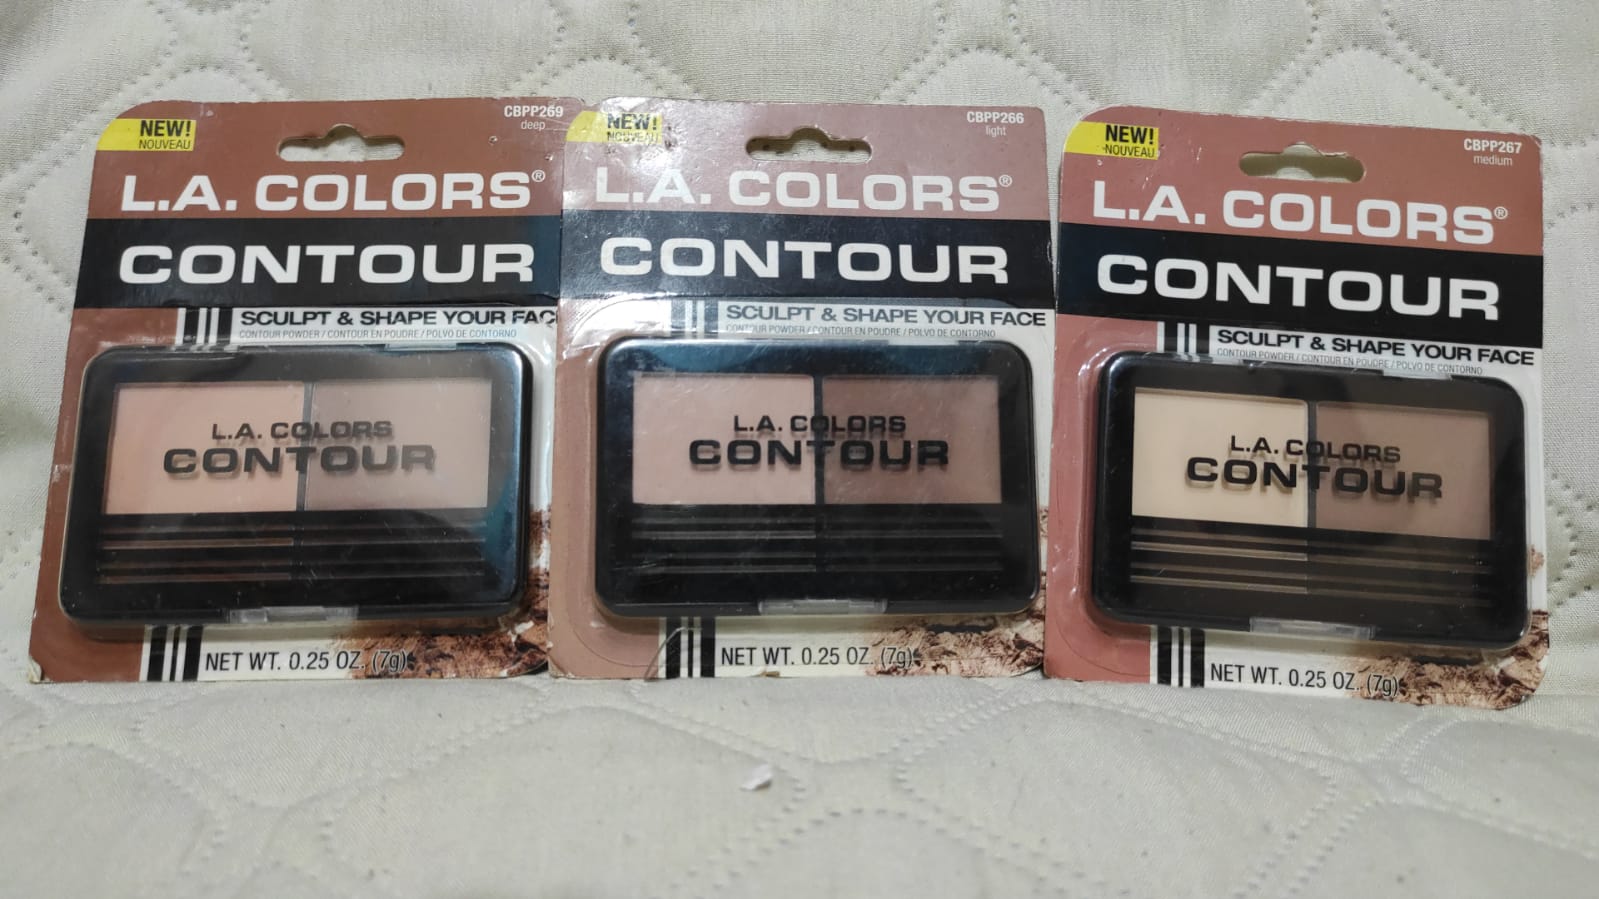 NEW!
NOUVEAU
CBPP269
deep
L.A. COLORS®
CONTOUR
SCULPT & SHAPE YOUR FAC
CONTOUR POWDER / CONTOUR EN POUDRE / POLVO DE CONTORNO
L.A. COLORS
CONTOUR
NET WT. 0.25 OZ. (7g)
NEW!
NOUVEAU
CBPP266
light
L.A. COLORS®
CONTOUR
SCULPT & SHAPE YOUR FACE
CONTOUR POWDER / CONTOUR EN POUDRE / POLVO DE CONTORNO
L.A. COLORS
CONTOUR
NET WT. 0.25 OZ. (7g)
NEW!
NOUVEAU
CBPP267
medium
L.A. COLORS®
CONTOUR
SCULPT & SHAPE YOUR FACE
CONTOUR POWDER / CONTOUR EN POUDRE / POLVO DE CONTORNO
L.A. COLORS
CONTOUR
NET WT. 0.25 OZ. (7g)